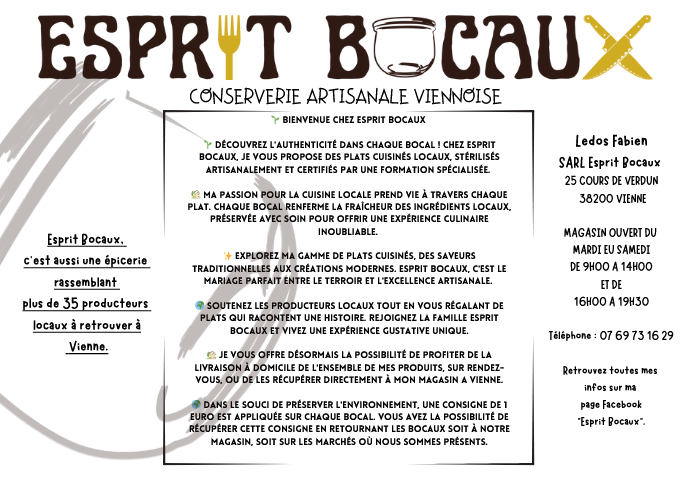 ESPRIT BOCAUX
CONSERVERIE ARTISANALE VIENNOISE
BIENVENUE CHEZ ESPRIT BOCAUX
DÉCOUVREZ L'AUTHENTICITÉ DANS CHAQUE BOCAL ! CHEZ ESPRIT
BOCAUX, JE VOUS PROPOSE DES PLATS CUISINÉS LOCAUX, STÉRILISÉS
ARTISANALEMENT ET CERTIFIÉS PAR UNE FORMATION SPÉCIALISÉE.
MA PASSION POUR LA CUISINE LOCALE PREND VIE À TRAVERS CHAQUE
PLAT. CHAQUE BOCAL RENFERME LA FRAÎCHEUR DES INGRÉDIENTS LOCAUX,
PRÉSERVÉE AVEC SOIN POUR OFFRIR UNE EXPÉRIENCE CULINAIRE
INOUBLIABLE.
EXPLOREZ MA GAMME DE PLATS CUISINÉS, DES SAVEURS
TRADITIONNELLES AUX CRÉATIONS MODERNES. ESPRIT BOCAUX, C'EST LE
MARIAGE PARFAIT ENTRE LE TERROIR ET L'EXCELLENCE ARTISANALE.
SOUTENEZ LES PRODUCTEURS LOCAUX TOUT EN VOUS RÉGALANT DE
PLATS QUI RACONTENT UNE HISTOIRE. REJOIGNEZ LA FAMILLE ESPRIT
BOCAUX ET VIVEZ UNE EXPÉRIENCE GUSTATIVE UNIQUE.
JE VOUS OFFRE DÉSORMAIS LA POSSIBILITÉ DE PROFITER DE LA
LIVRAISON À DOMICILE DE L'ENSEMBLE DE MES PRODUITS, SUR RENDEZ-
VOUS, OU DE LES RÉCUPÉRER DIRECTEMENT À MON MAGASIN A VIENNE.
DANS LE SOUCI DE PRÉSERVER L'ENVIRONNEMENT, UNE CONSIGNE DE 1
EURO EST APPLIQUÉE SUR CHAQUE BOCAL. VOUS AVEZ LA POSSIBILITÉ DE
RÉCUPÉRER CETTE CONSIGNE EN RETOURNANT LES BOCAUX SOIT À NOTRE
MAGASIN, SOIT SUR LES MARCHÉS OÙ NOUS SOMMES PRÉSENTS.
Esprit Bocaux,
c'est aussi une épicerie
rassemblant
plus de 35 producteurs
locaux à retrouver à
Vienne.
Ledos Fabien
SARL Esprit Bocaux
25 COURS DE VERDUN
38200 VIENNE
MAGASIN OUVERT DU
MARDI EU SAMEDI
DE 9H00 A 14H00
ET DE
16H00 A 19H30
Téléphone : 07 69 73 16 29
Retrouvez toutes mes
infos sur ma
page Facebook
"Esprit Bocaux".